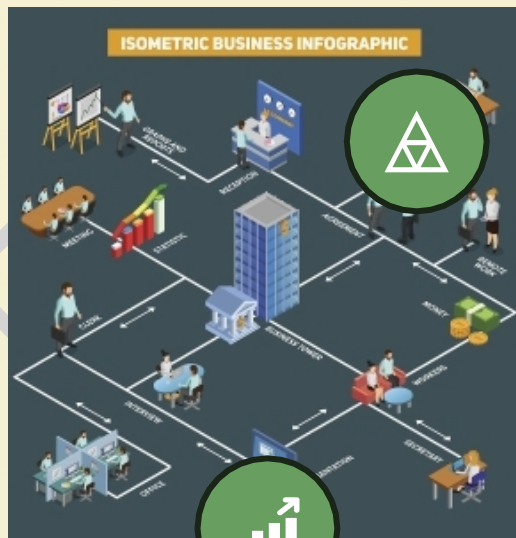 ISOMETRIC BUSINESS INFOGRAPHIC
GRAPHS AND
REPORTS
RECEPTION
AGREEMENT
MEETING
STATISTIC
REMOTE
WORK
CLERK
MONEY
BUSINESS TOWER
WORKERS
INTERVIEW
SECRETARY
OFFICE